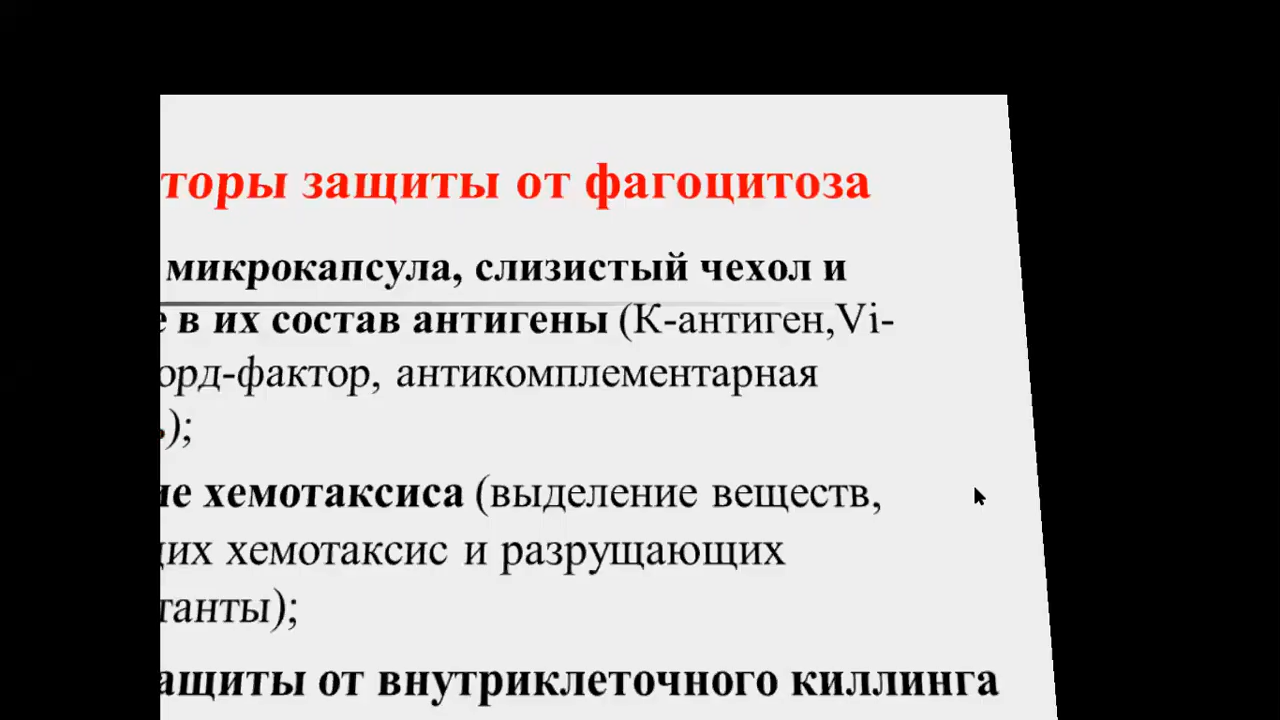 торы защиты от фагоцитоза
микрокапсула, слизистый чехол и
е в их состав антигены (К-антиген,Vi-
орд-фактор, антикомплементарная
);
ие хемотаксиса (выделение веществ,
щих хемотаксис и разрущающих
танты);
ащиты от внутриклеточного киллинга